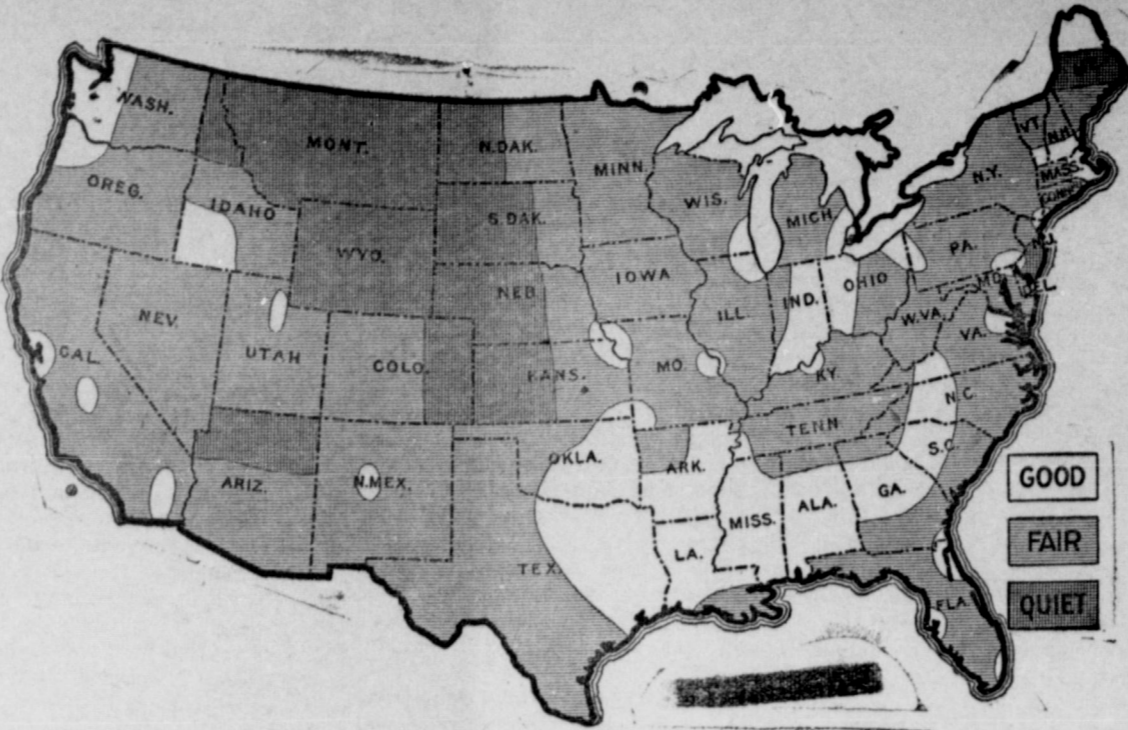 WASH.
MONT.
N.DAK.
MINN.
VT.
N.H.
OREG.
IDAHO
S.DAK.
WIS.
MICH.
N.Y.
MASS.
CONN.
WYO.
IOWA
PA.
N.J.
NEV.
NEB.
ILL.
IND.
OHIO
W.VA.
MD.
DEL.
VA.
CAL.
UTAH
COLO.
KANS.
MO.
KY
N.C.
TENN.
S.C.
ARIZ.
N.MEX.
OKLA.
ARK.
GA.
ALA.
MISS.
TEX.
LA.
FLA.
GOOD
FAIR
QUIET